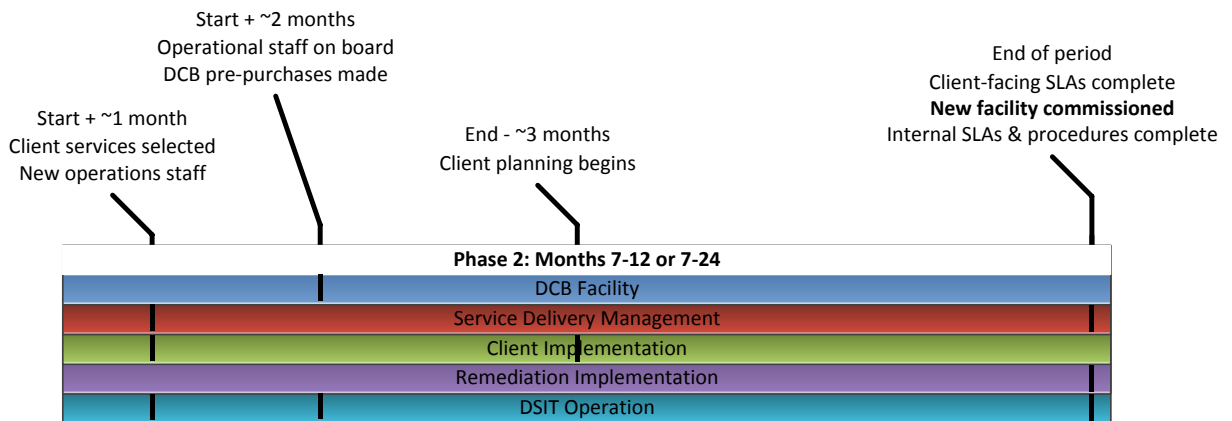 Start + ~2 months
Operational staff on board
DCB pre-purchases made
End of period
Client-facing SLAs complete
New facility commissioned
Internal SLAs & procedures complete
Start + ~1 month
Client services selected
New operations staff
End - ~3 months
Client planning begins
Phase 2: Months 7-12 or 7-24
DCB Facility
Service Delivery Management
Client Implementation
Remediation Implementation
DSIT Operation